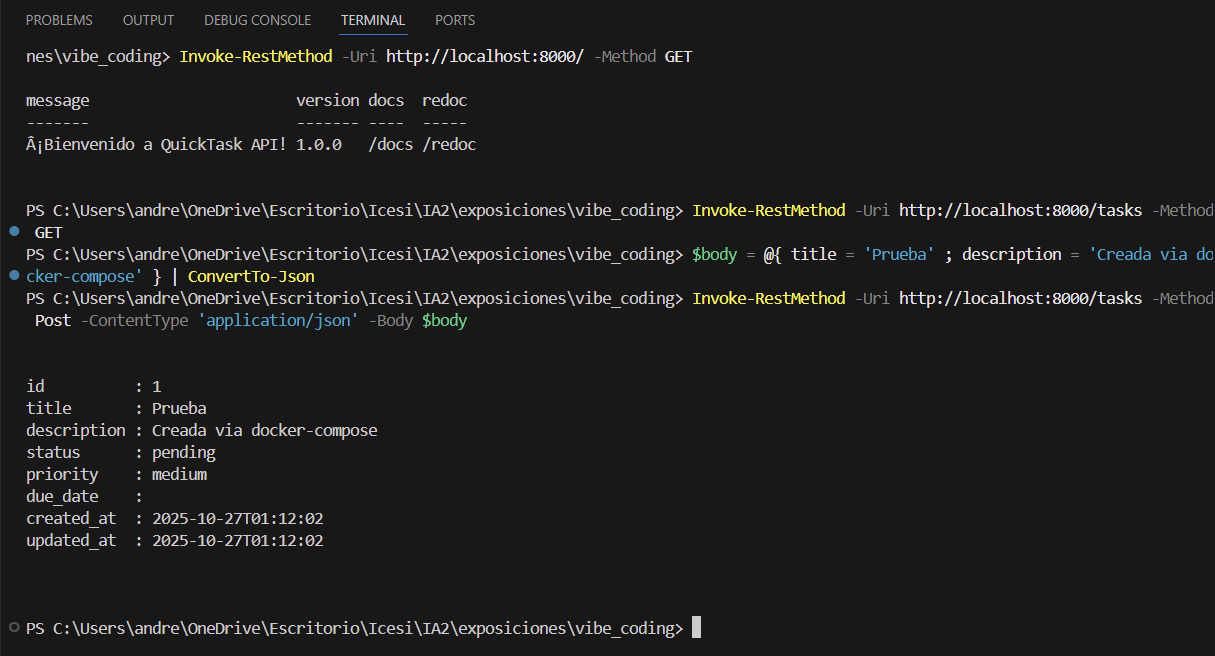 PROBLEMS OUTPUT DEBUG CONSOLE TERMINAL PORTS
nes\vibe_coding> Invoke-RestMethod -Uri http://localhost:8000/ -Method GET
message version docs redoc
------- ------- ---- -----
Â¡Bienvenido a QuickTask API! 1.0.0 /docs /redoc
PS C:\Users\andre\OneDrive\Escritorio\Icesi\IA2\exposiciones\vibe_coding> Invoke-RestMethod -Uri http://localhost:8000/tasks -Method
GET
PS C:\Users\andre\OneDrive\Escritorio\Icesi\IA2\exposiciones\vibe_coding> $body = @{ title = 'Prueba' ; description = 'Creada via do
cker-compose' } | ConvertTo-Json
PS C:\Users\andre\OneDrive\Escritorio\Icesi\IA2\exposiciones\vibe_coding> Invoke-RestMethod -Uri http://localhost:8000/tasks -Method
Post -ContentType 'application/json' -Body $body
id : 1
title : Prueba
description : Creada via docker-compose
status : pending
priority : medium
due_date :
created_at : 2025-10-27T01:12:02
updated_at : 2025-10-27T01:12:02
PS C:\Users\andre\OneDrive\Escritorio\Icesi\IA2\exposiciones\vibe_coding>